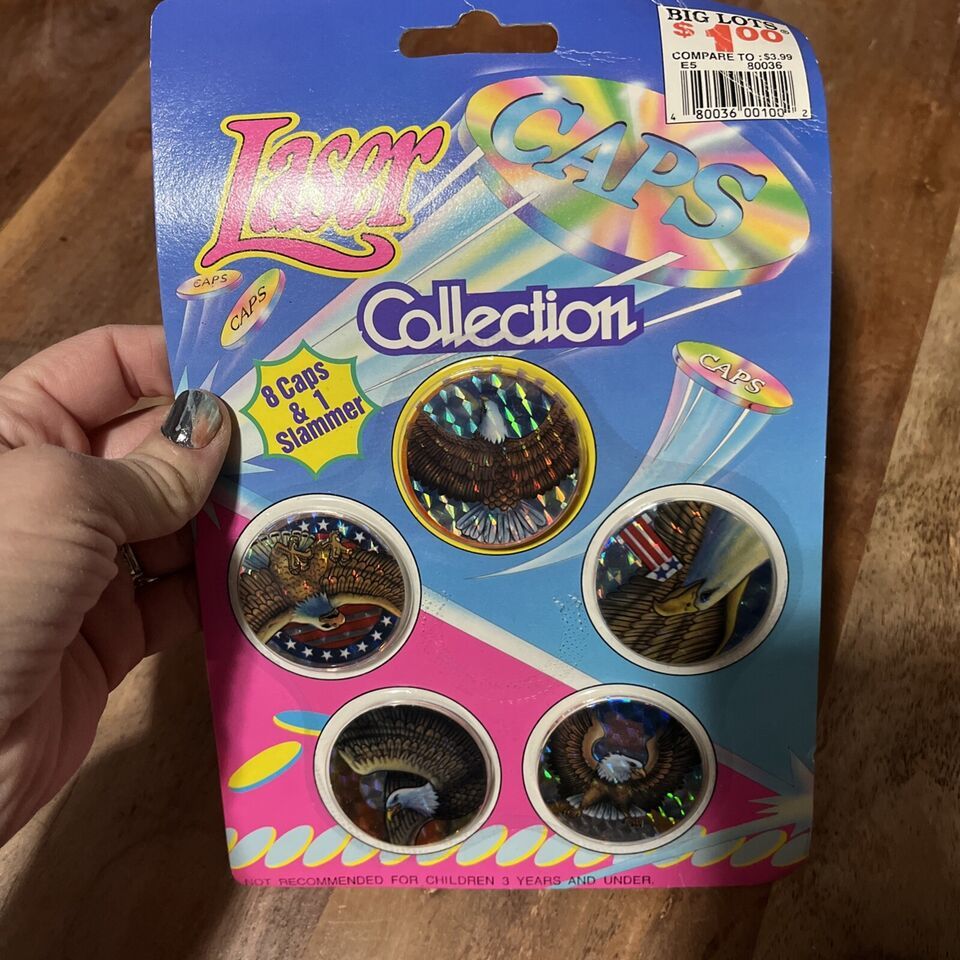 BIG LOTS®
$1.00
COMPARE TO : $3.99
E5 80036
4 80036 00100 2
Laser
CAPS
CAPS
CAPS
Collection
CAPS
8 Caps
& 1
Slammer
NOT RECOMMENDED FOR CHILDREN 3 YEARS AND UNDER.